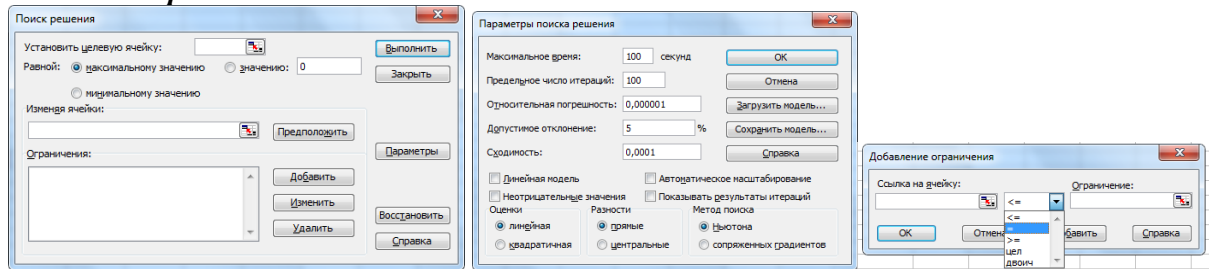 Поиск решения
Установить целевую ячейку:
Выполнить
Равной: максимальному значению значению: 0
Закрыть
минимальному значению
Изменяя ячейки:
Предположить
Ограничения:
Параметры
Добавить
Изменить
Восстановить
Удалить
Справка
Параметры поиска решения
Максимальное время: 100 секунд OK
Предельное число итераций: 100 Отмена
Относительная погрешность: 0,000001 Загрузить модель...
Допустимое отклонение: 5 % Сохранить модель...
Сходимость: 0,0001 Справка
Линейная модель Автоматическое масштабирование
Неотрицательные значения Показывать результаты итераций
Оценки Разности Метод поиска
линейная прямые Ньютона
квадратичная центральные сопряженных градиентов
Добавление ограничения
Ссылка на ячейку: Ограничение:
<=
<=
=
>=
цел
двоич
OK Отмена бавить Справка